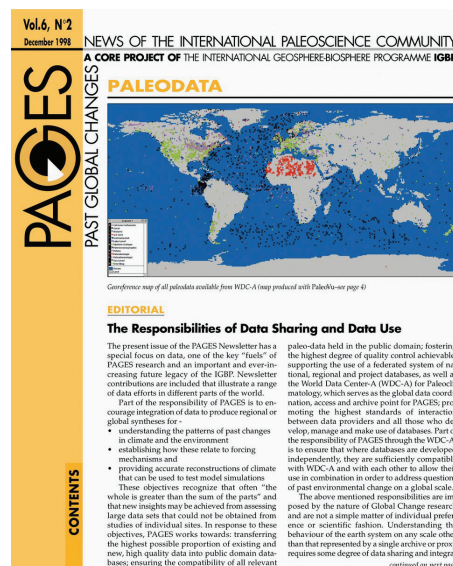 Vol.6, N°2
December 1998
NEWS OF THE INTERNATIONAL PALEOSCIENCE COMMUNITY
A CORE PROJECT OF THE INTERNATIONAL GEOSPHERE-BIOSPHERE PROGRAMME IGB
PAGES
PAST GLOBAL CHANGES
PALEODATA
Georeference map of all paleodata available from WDC-A (map produced with PaleoVu-see page 4)
EDITORIAL
The Responsibilities of Data Sharing and Data Use
The present issue of the PAGES Newsletter has a
special focus on data, one of the key "fuels" of
PAGES research and an important and ever-in-
creasing future legacy of the IGBP. Newsletter
contributions are included that illustrate a range
of data efforts in different parts of the world.
Part of the responsibility of PAGES is to en-
courage integration of data to produce regional or
global syntheses for -
• understanding the patterns of past changes
in climate and the environment
• establishing how these relate to forcing
mechanisms and
• providing accurate reconstructions of climate
that can be used to test model simulations
These objectives recognize that often "the
whole is greater than the sum of the parts" and
that new insights may be achieved from assessing
large data sets that could not be obtained from
studies of individual sites. In response to these
objectives, PAGES works towards: transferring
the highest possible proportion of existing and
new, high quality data into public domain data-
bases; ensuring the compatibility of all relevant
paleo-data held in the public domain; fostering
the highest degree of quality control achievable
supporting the use of a federated system of na
tional, regional and project databases, as well a
the World Data Center-A (WDC-A) for Paleocli
matology, which serves as the global data coordi
nation, access and archive point for PAGES; pro
moting the highest standards of interaction
between data providers and all those who de
velop, manage and make use of databases. Part o
the responsibility of PAGES through the WDC-A
is to ensure that where databases are develope
independently, they are sufficiently compatible
with WDC-A and with each other to allow thei
use in combination in order to address question
of past environmental change on a global scale.
The above mentioned responsibilities are im
posed by the nature of Global Change research
and are not a simple matter of individual prefer
ence or scientific fashion. Understanding th
behaviour of the earth system on any scale othe
than that represented by a single archive or prox
requires some degree of data sharing and integra
continued on next page
CONTENTS